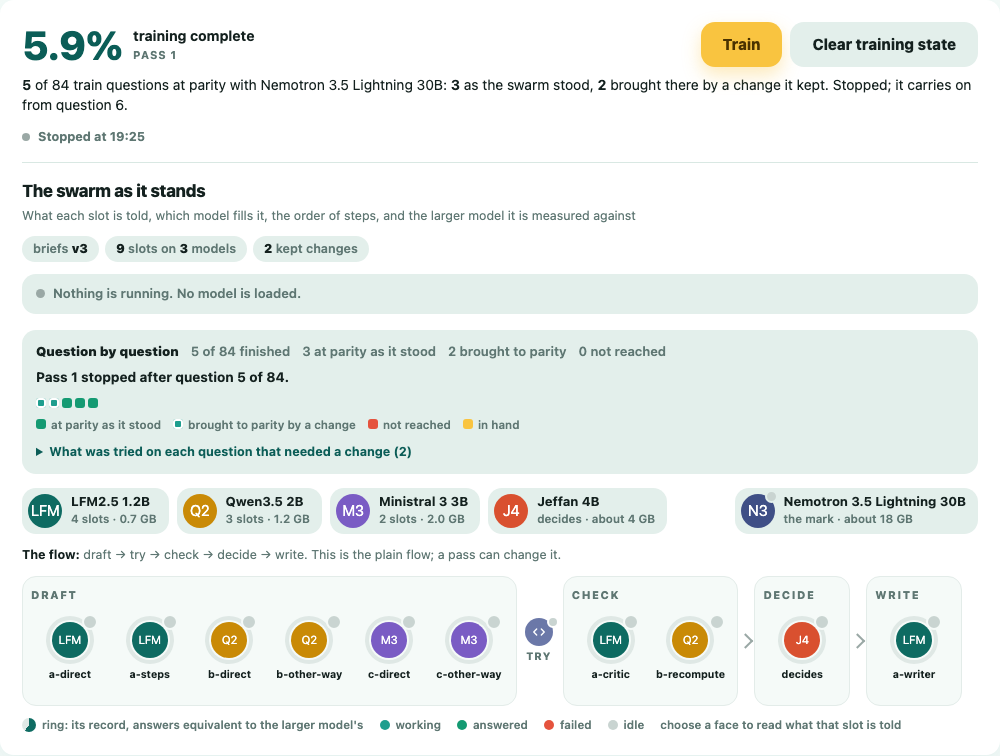 5.9% training complete
PASS 1
Train
Clear training state
5 of 84 train questions at parity with Nemotron 3.5 Lightning 30B: 3 as the swarm stood, 2 brought there by a change it kept. Stopped; it carries on
from question 6.
Stopped at 19:25
The swarm as it stands
What each slot is told, which model fills it, the order of steps, and the larger model it is measured against
briefs v3
9 slots on 3 models
2 kept changes
Nothing is running. No model is loaded.
Question by question 5 of 84 finished 3 at parity as it stood 2 brought to parity 0 not reached
Pass 1 stopped after question 5 of 84.
at parity as it stood brought to parity by a change not reached in hand
What was tried on each question that needed a change (2)
LFM LFM2.5 1.2B
4 slots · 0.7 GB
Q2 Qwen3.5 2B
3 slots · 1.2 GB
M3 Ministral 3 3B
2 slots · 2.0 GB
J4 Jeffan 4B
decides · about 4 GB
N3 Nemotron 3.5 Lightning 30B
the mark · about 18 GB
The flow: draft → try → check → decide → write. This is the plain flow; a pass can change it.
DRAFT
LFM LFM Q2 Q2 M3 M3
a-direct a-steps b-direct b-other-way c-direct c-other-way
TRY
CHECK
LFM Q2
a-critic b-recompute
DECIDE
J4
decides
WRITE
LFM
a-writer
ring: its record, answers equivalent to the larger model's working answered failed idle choose a face to read what that slot is told